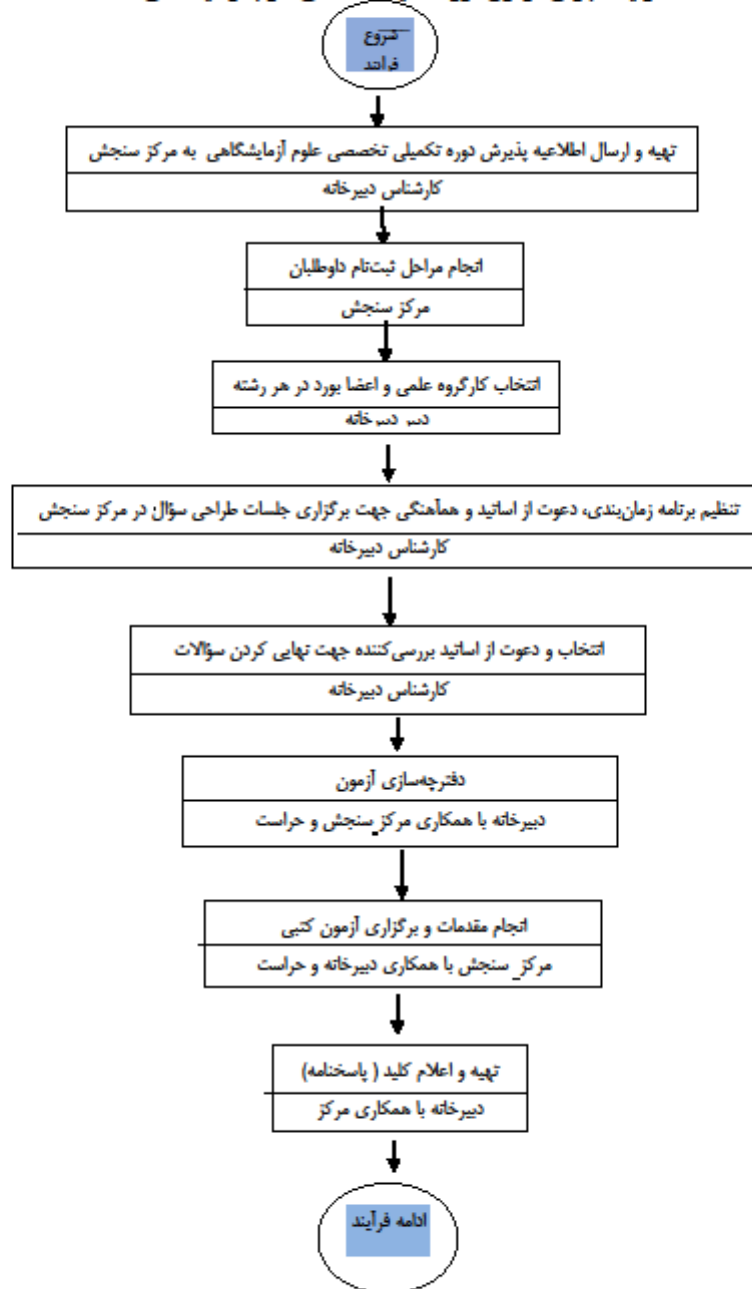 شروع
فرآیند
تهیه و ارسال اطلاعیه پذیرش دوره تکمیلی تخصصی علوم آزمایشگاهی به مرکز سنجش
کارشناس دبیرخانه
انجام مراحل ثبت‌نام داوطلبان
مرکز سنجش
انتخاب کارگروه علمی و اعضا بورد در هر رشته
دبیر دبیرخانه
تنظیم برنامه زمان‌بندی، دعوت از اساتید و هماهنگی جهت برگزاری جلسات طراحی سؤال در مرکز سنجش
کارشناس دبیرخانه
انتخاب و دعوت از اساتید بررسی‌کننده جهت نهایی کردن سؤالات
کارشناس دبیرخانه
دفترچه‌سازی آزمون
دبیرخانه با همکاری مرکز سنجش و حراست
انجام مقدمات و برگزاری آزمون کتبی
مرکز سنجش با همکاری دبیرخانه و حراست
تهیه و اعلام کلید ( پاسخنامه)
دبیرخانه با همکاری مرکز
ادامه فرآیند